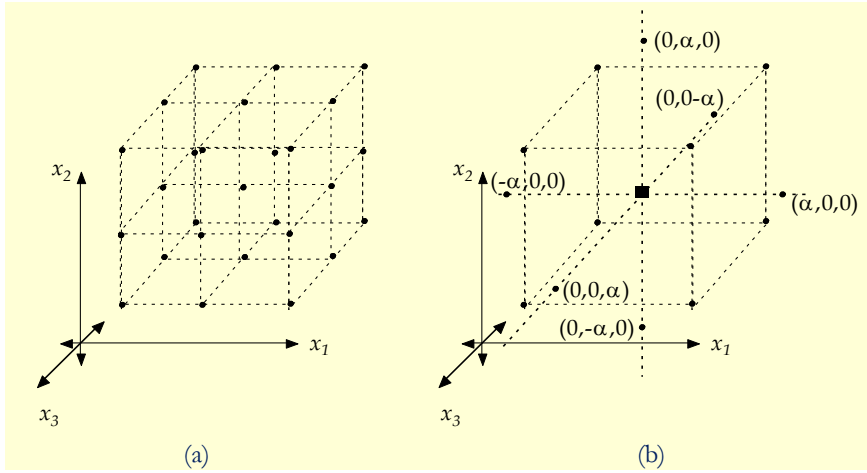 x2
x1
x3
(a)
(0,α,0)
(0,0-α)
x2
(-α,0,0)
(α,0,0)
(0,0,α)
(0,-α,0)
x1
x3
(b)